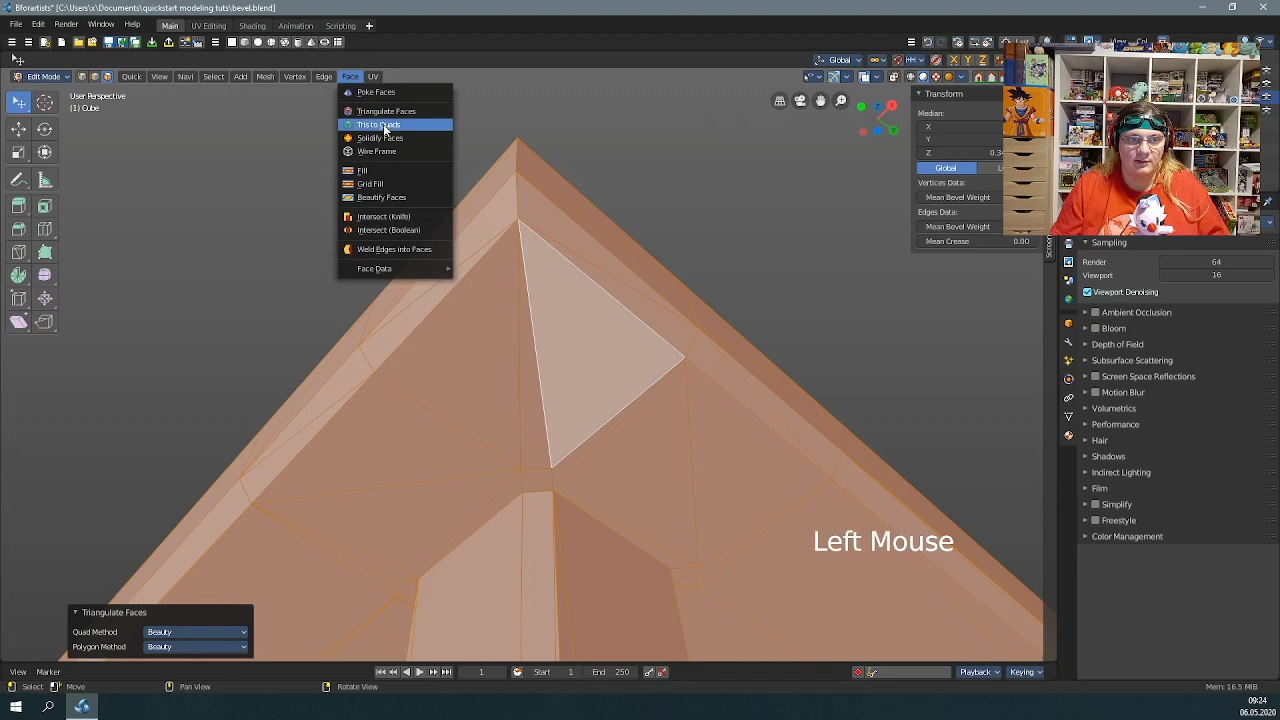 Bforartists* [C:\Users\x\Documents\quickstart modeling tuts\bevel.blend]
File Edit Render Window Help Main UV Editing Shading Animation Scripting
Global
Edit Mode Quick View Navi Select Add Mesh Vertex Edge Face UV
User Perspective
(1) Cube
Poke Faces
Triangulate Faces
Tris to Quads
Solidify Faces
Wire Frame
Fill
Grid Fill
Beautify Faces
Intersect (Knife)
Intersect (Boolean)
Weld Edges into Faces
Face Data
Transform
Median:
X
Y
Z
Global
Vertices Data:
Mean Bevel Weight
Edges Data:
Mean Bevel Weight
Mean Crease 0.00
Sampling
Render 64
Viewport 16
Viewport Denoising
Ambient Occlusion
Bloom
Depth of Field
Subsurface Scattering
Screen Space Reflections
Motion Blur
Volumetrics
Performance
Hair
Shadows
Indirect Lighting
Film
Simplify
Freestyle
Color Management
Left Mouse
Triangulate Faces
Quad Method Beauty
Polygon Method Beauty
View Marker 1 Start 1 End 250 Playback Keying
Select Move Pan View Rotate View Mem: 16.5 MiB
09:24
06.05.2020